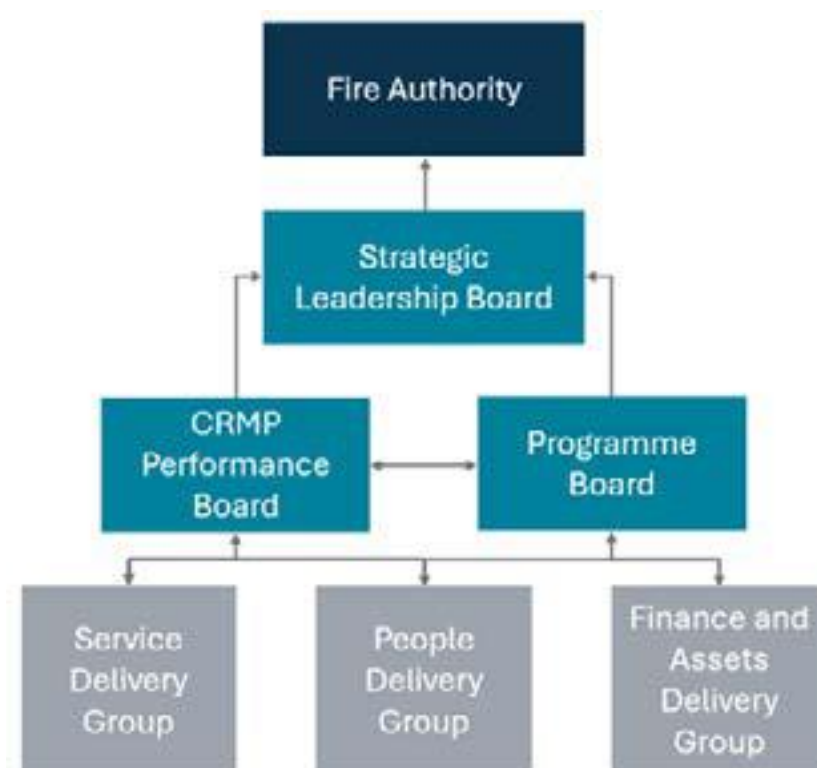 Fire Authority
Strategic
Leadership Board
CRMP
Performance
Board
Programme
Board
Service
Delivery
Group
People
Delivery
Group
Finance and
Assets
Delivery
Group